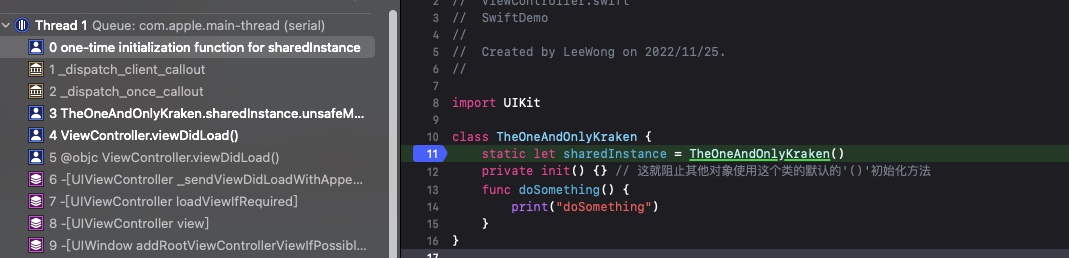 Thread 1 Queue: com.apple.main-thread (serial)
0 one-time initialization function for sharedInstance
1 _dispatch_client_callout
2 _dispatch_once_callout
3 TheOneAndOnlyKraken.sharedInstance.unsafeM...
4 ViewController.viewDidLoad()
5 @objc ViewController.viewDidLoad()
6 -[UIViewController _sendViewDidLoadWithAppe...
7 -[UIViewController loadViewIfRequired]
8 -[UIViewController view]
9 -[UIWindow addRootViewControllerViewIfPossibl...
2 // ViewController.swift
3 // SwiftDemo
4 //
5 // Created by LeeWong on 2022/11/25.
6 //
7
8 import UIKit
9
10 class TheOneAndOnlyKraken {
11 static let sharedInstance = TheOneAndOnlyKraken()
12 private init() {} // 这就阻止其他对象使用这个类的默认的'()'初始化方法
13 func doSomething() {
14 print("doSomething")
15 }
16 }
17